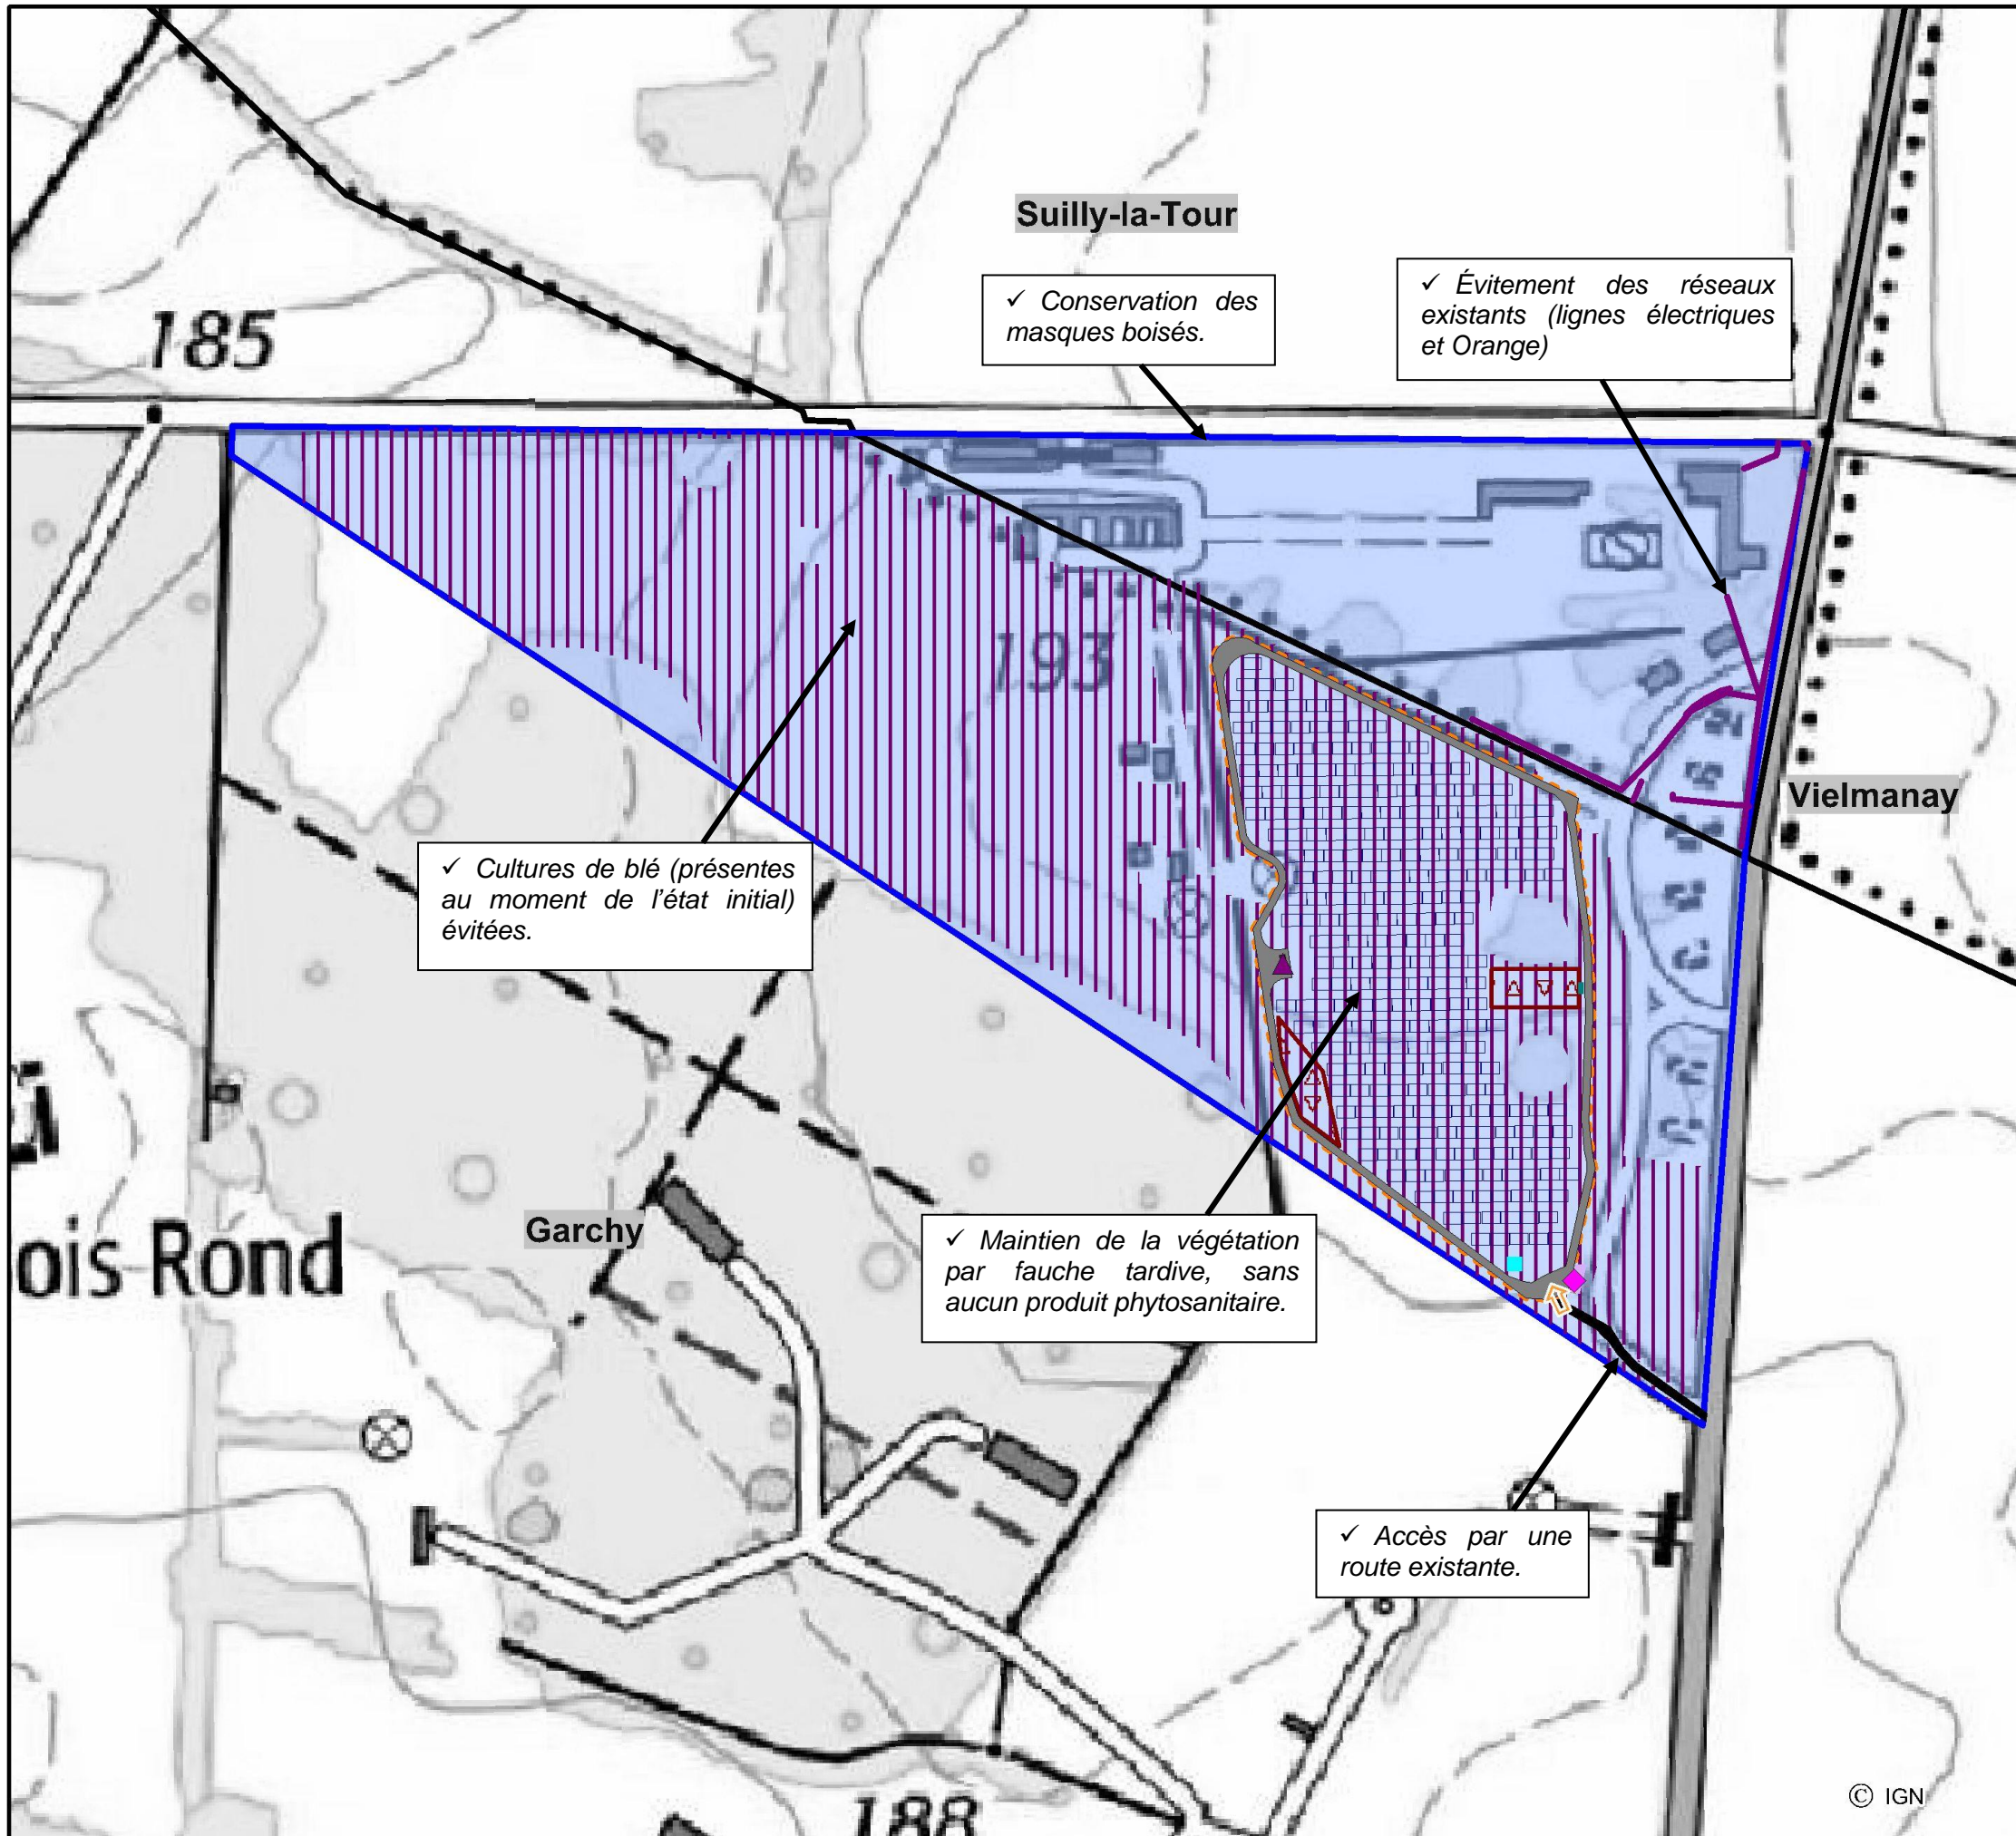 Suilly-la-Tour
✓ Conservation des
masques boisés.
✓ Évitement des réseaux
existants (lignes électriques
et Orange)
185
193
Vielmanay
✓ Cultures de blé (présentes
au moment de l'état initial)
évitées.
Garchy
ois-Rond
✓ Maintien de la végétation
par fauche tardive, sans
aucun produit phytosanitaire.
✓ Accès par une
route existante.
188
© IGN